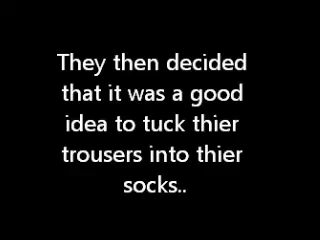 They then decided
that it was a good
idea to tuck thier
trousers into thier
socks..